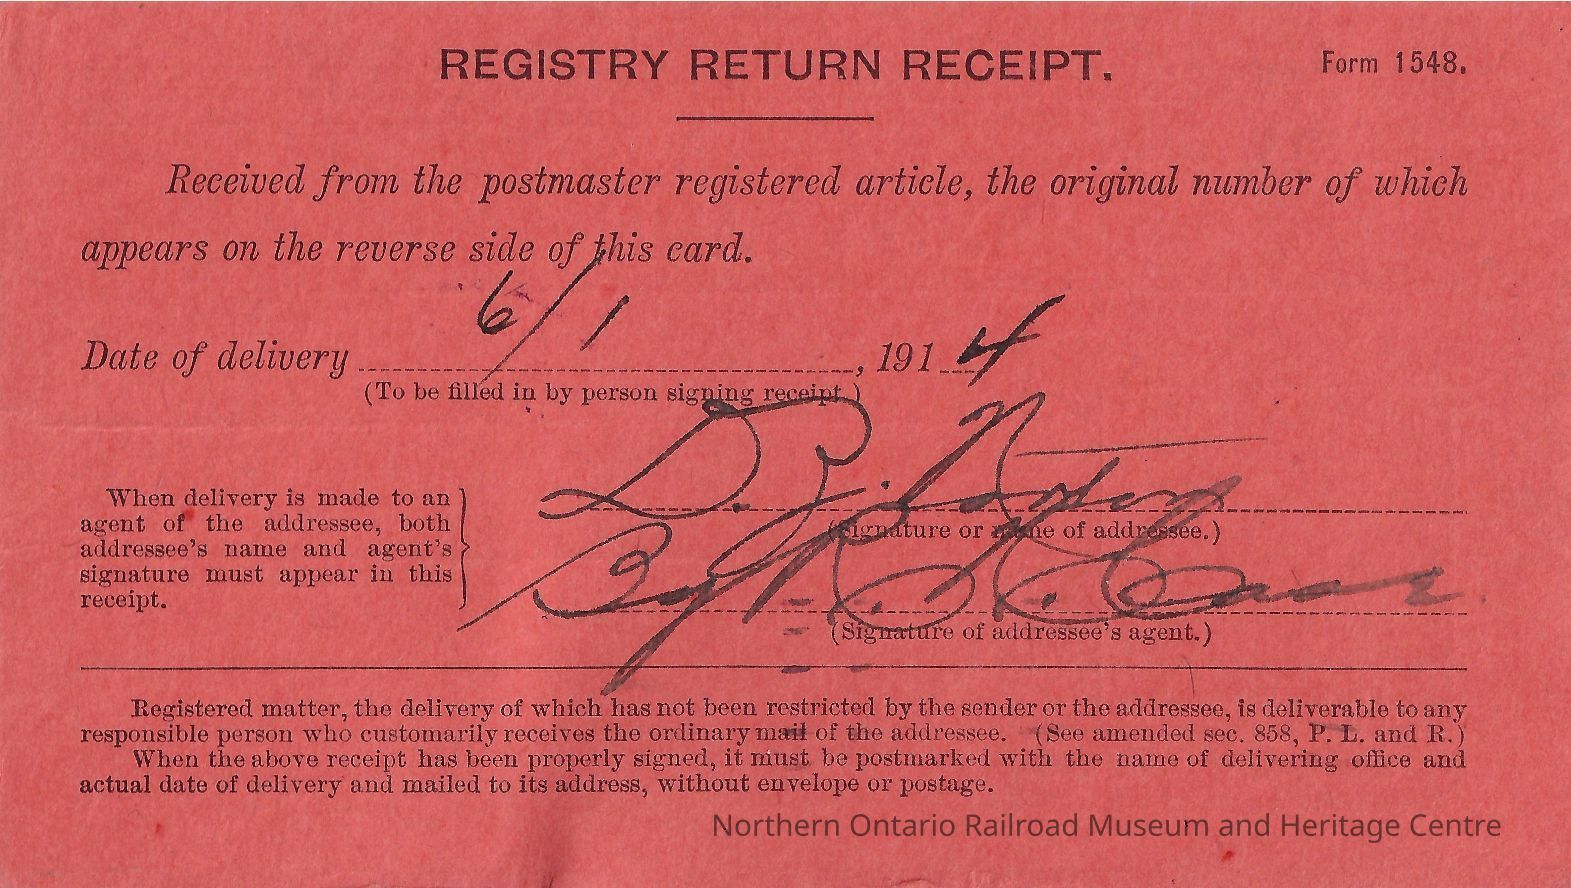 REGISTRY RETURN RECEIPT.
Form 1548.
Received from the postmaster registered article, the original number of which
appears on the reverse side of this card.
Date of delivery 6/1, 1914
(To be filled in by person signing receipt.)
D. J. Norton
(Signature or name of addressee.)
When delivery is made to an
agent of the addressee, both
addressee's name and agent's
signature must appear in this
receipt.
By
(Signature of addressee's agent.)
Registered matter, the delivery of which has not been restricted by the sender or the addressee, is deliverable to any
responsible person who customarily receives the ordinary mail of the addressee. (See amended sec. 858, P. L. and R.)
When the above receipt has been properly signed, it must be postmarked with the name of delivering office and
actual date of delivery and mailed to its address, without envelope or postage.
Northern Ontario Railroad Museum and Heritage Centre